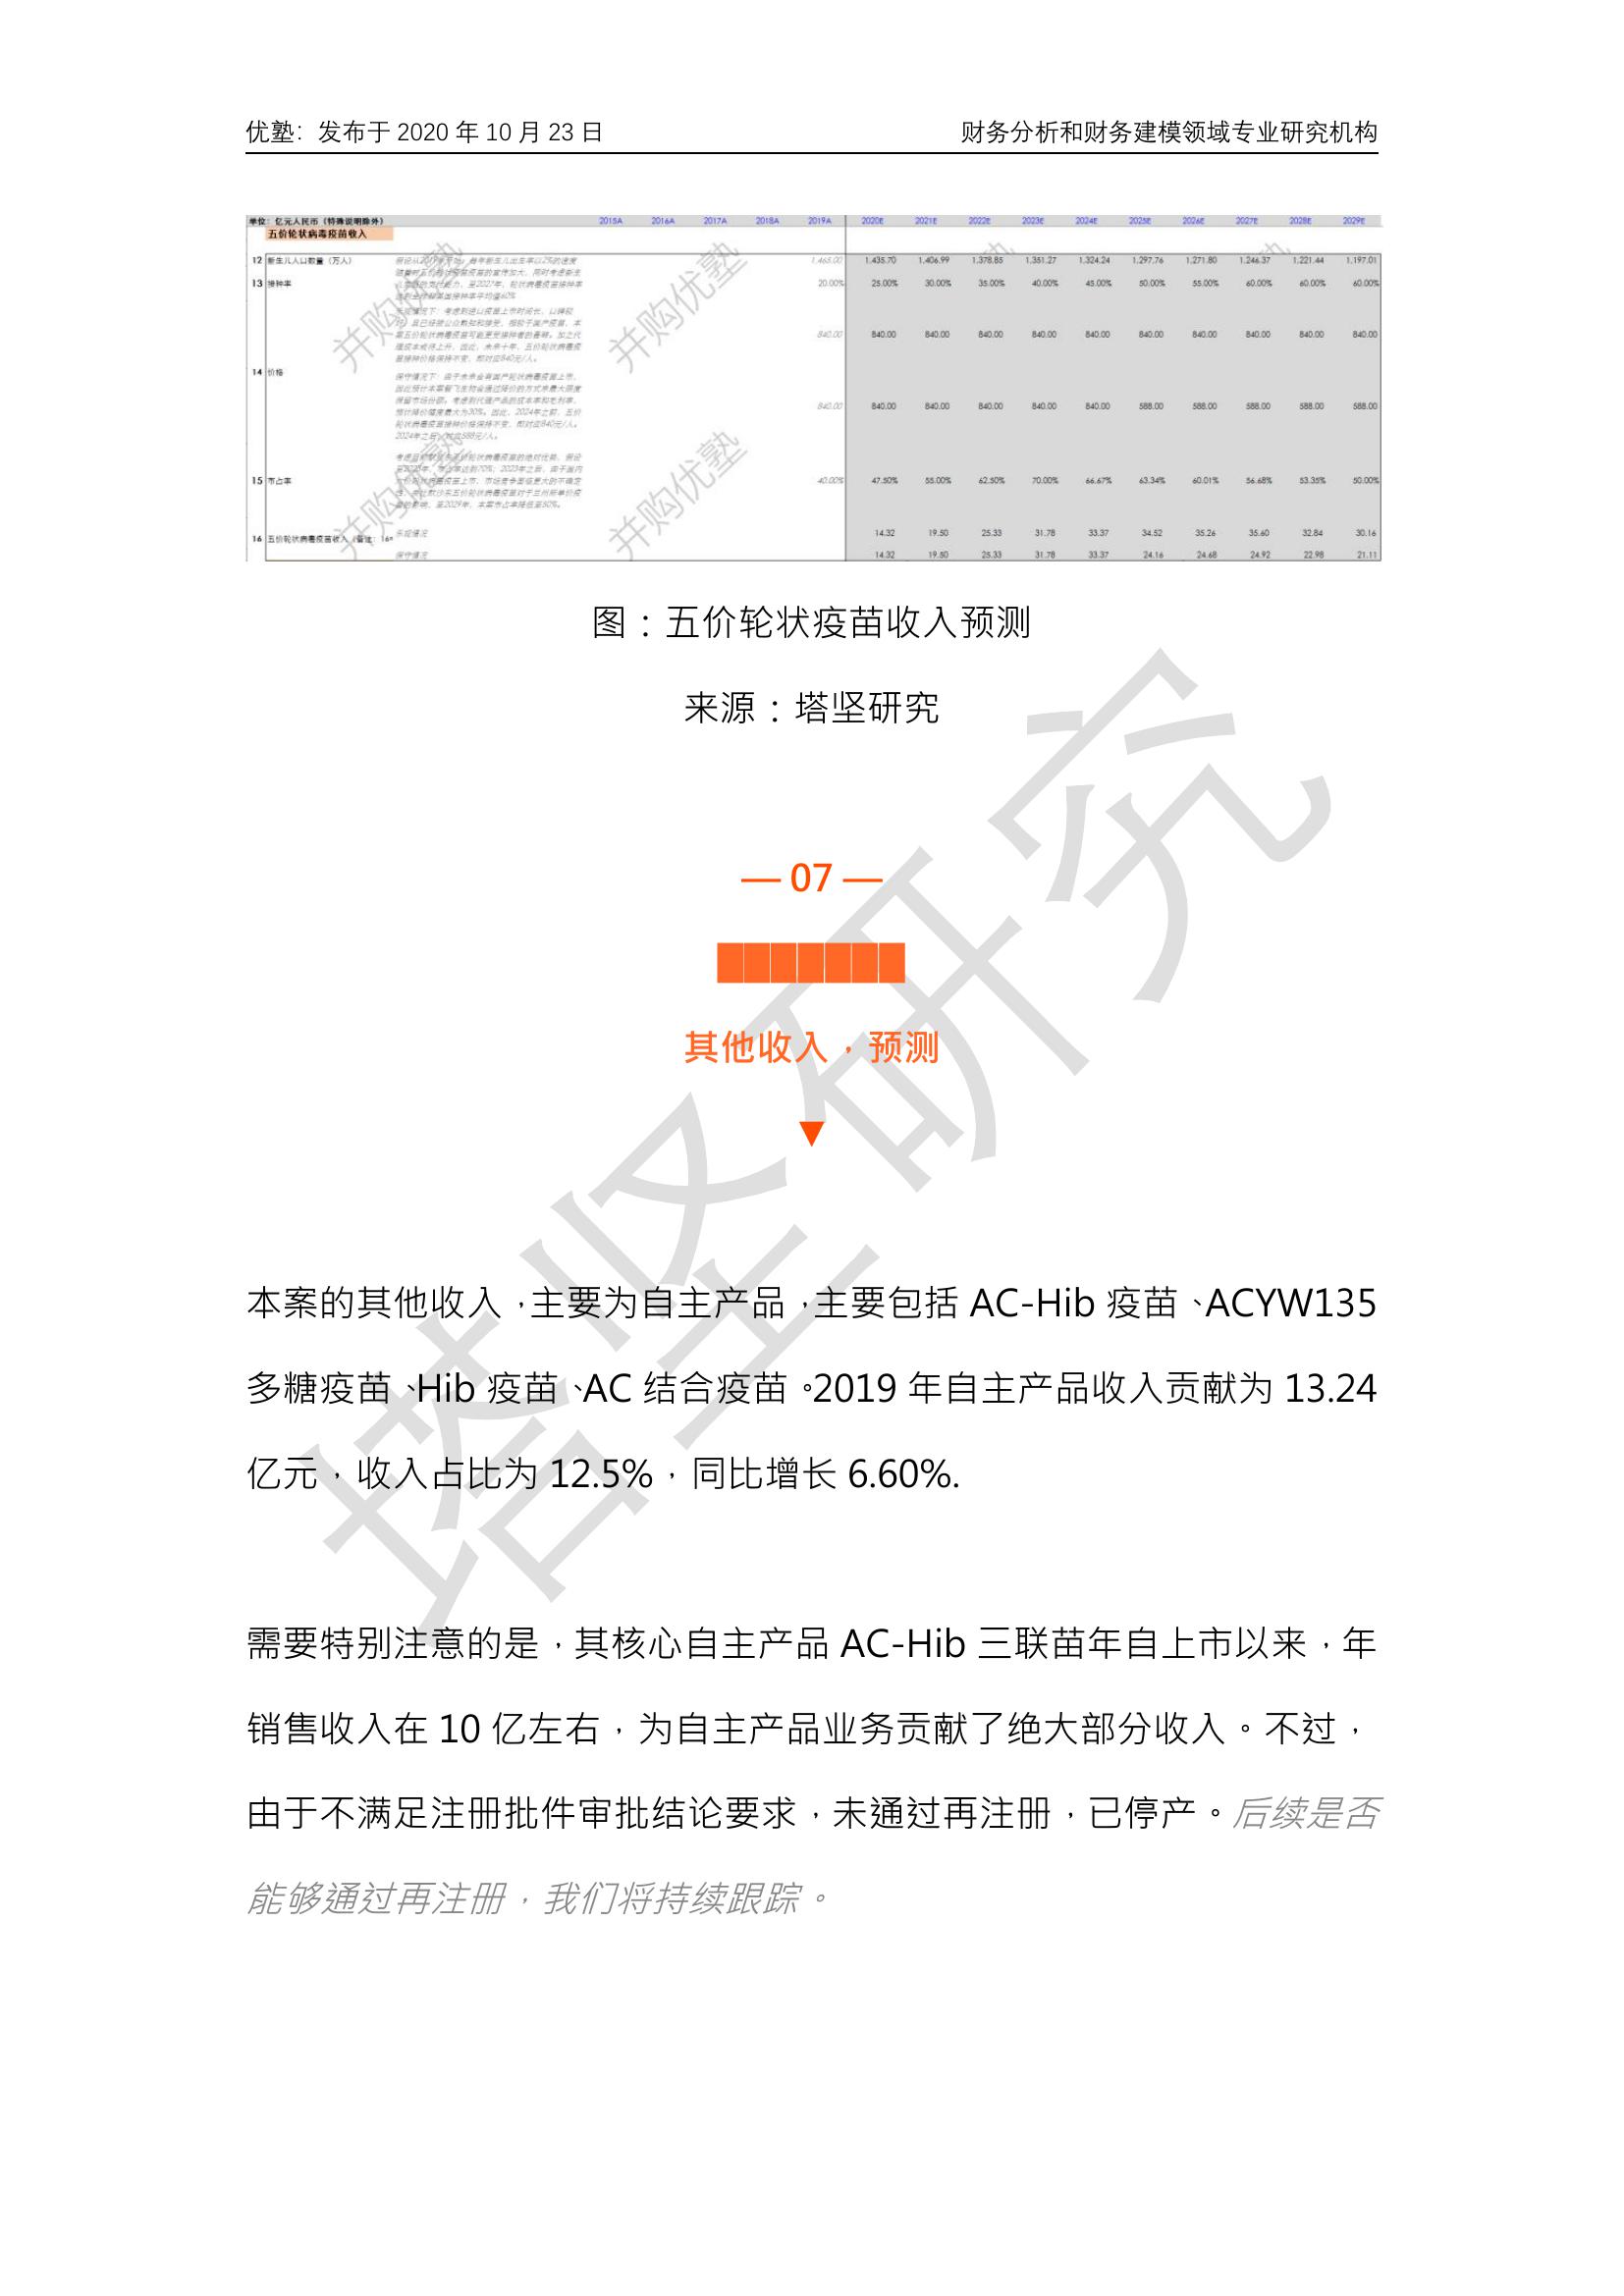 优塾：发布于 2020 年 10 月 23 日 财务分析和财务建模领域专业研究机构
单位：亿元人民币（特殊说明除外） 2015A 2016A 2017A 2018A 2019A 2020E 2021E 2022E 2023E 2024E 2025E 2026E 2027E 2028E 2029E
五价轮状病毒疫苗收入
12 新生儿人口数量（万人） 1,465.00 1,435.70 1,406.99 1,378.85 1,351.27 1,324.24 1,297.76 1,271.80 1,246.37 1,221.44 1,197.01
13 接种率 20.00% 25.00% 30.00% 35.00% 40.00% 45.00% 50.00% 55.00% 60.00% 60.00% 60.00%
840.00 840.00 840.00 840.00 840.00 840.00 840.00 840.00 840.00 840.00 840.00
14 价格
840.00 840.00 840.00 840.00 840.00 840.00 588.00 588.00 588.00 588.00 588.00
15 市占率 40.00% 47.50% 55.00% 62.50% 70.00% 66.67% 63.34% 60.01% 56.68% 53.35% 50.00%
乐观情况 14.32 19.50 25.33 31.78 33.37 34.52 35.26 35.60 32.84 30.16
16 五价轮状病毒疫苗收入（备注：16=
保守情况 14.32 19.50 25.33 31.78 33.37 24.16 24.68 24.92 22.98 21.11
并购优塾
并购优塾
并购优塾
并购优塾
图：五价轮状疫苗收入预测
来源：塔坚研究
— 07 —
其他收入，预测
▼
本案的其他收入，主要为自主产品，主要包括 AC-Hib 疫苗、ACYW135
多糖疫苗、Hib 疫苗、AC 结合疫苗。2019 年自主产品收入贡献为 13.24
亿元，收入占比为 12.5%，同比增长 6.60%.
需要特别注意的是，其核心自主产品 AC-Hib 三联苗年自上市以来，年
销售收入在 10 亿左右，为自主产品业务贡献了绝大部分收入。不过，
由于不满足注册批件审批结论要求，未通过再注册，已停产。后续是否
能够通过再注册，我们将持续跟踪。
塔坚研究